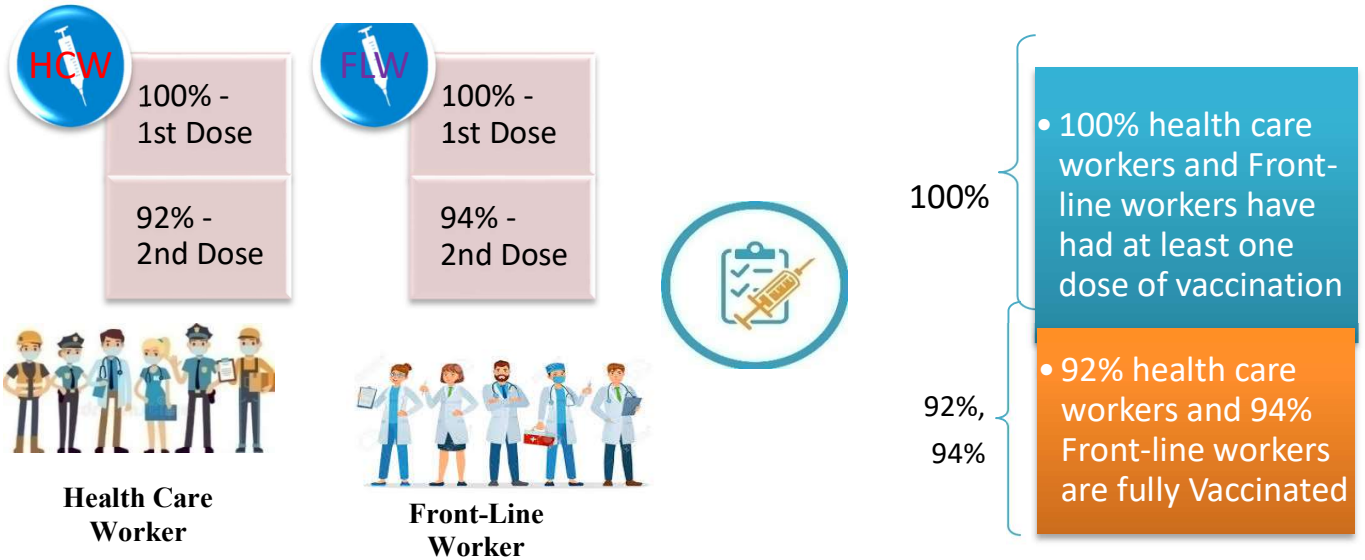 HCW
100% -
1st Dose
92% -
2nd Dose
Health Care
Worker
FLW
100% -
1st Dose
94% -
2nd Dose
Front-Line
Worker
100%
• 100% health care
workers and Front-
line workers have
had at least one
dose of vaccination
92%,
94%
• 92% health care
workers and 94%
Front-line workers
are fully Vaccinated